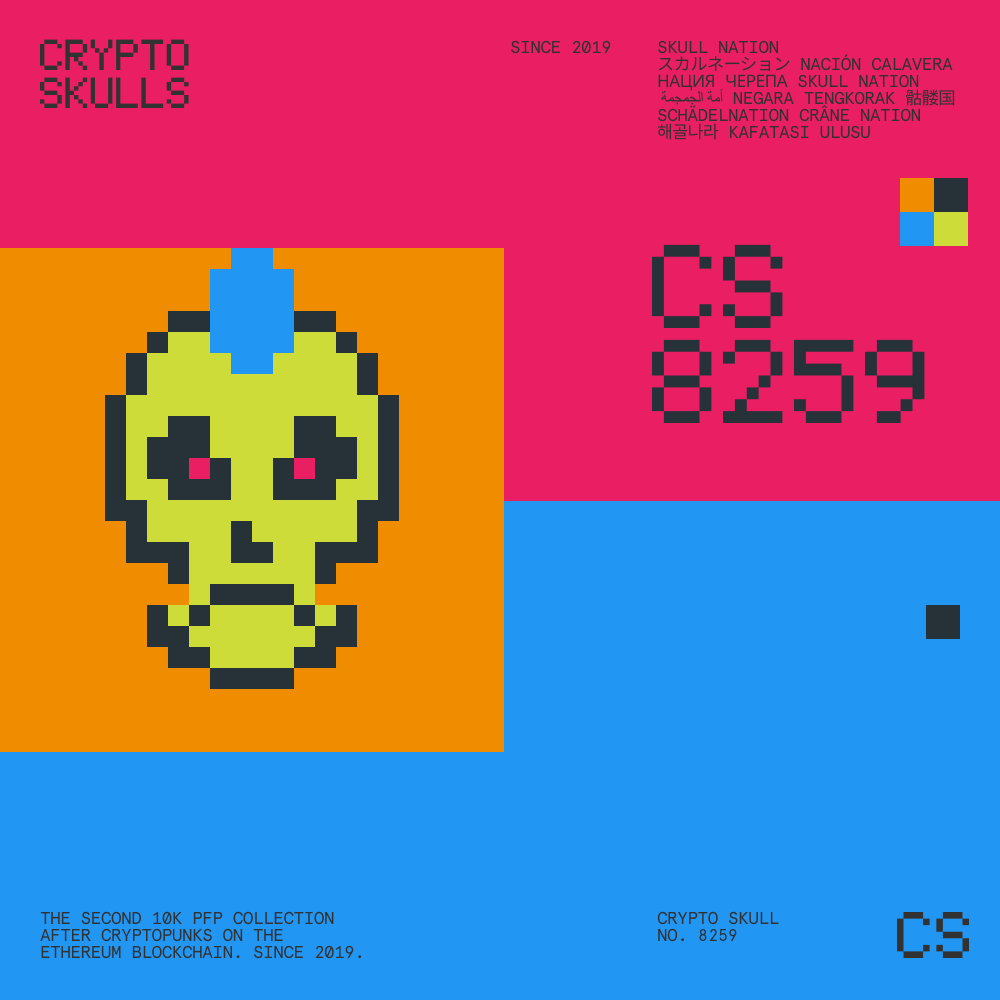 CRYPTO
SKULLS
SINCE 2019
SKULL NATION
スカルネーション NACIÓN CALAVERA
НАЦИЯ ЧЕРЕПА SKULL NATION
أمة الجمجمة NEGARA TENGKORAK 骷髅国
SCHÄDELNATION CRÂNE NATION
해골나라 KAFATASI ULUSU
CS
8259
THE SECOND 10K PFP COLLECTION
AFTER CRYPTOPUNKS ON THE
ETHEREUM BLOCKCHAIN. SINCE 2019.
CRYPTO SKULL
NO. 8259
CS